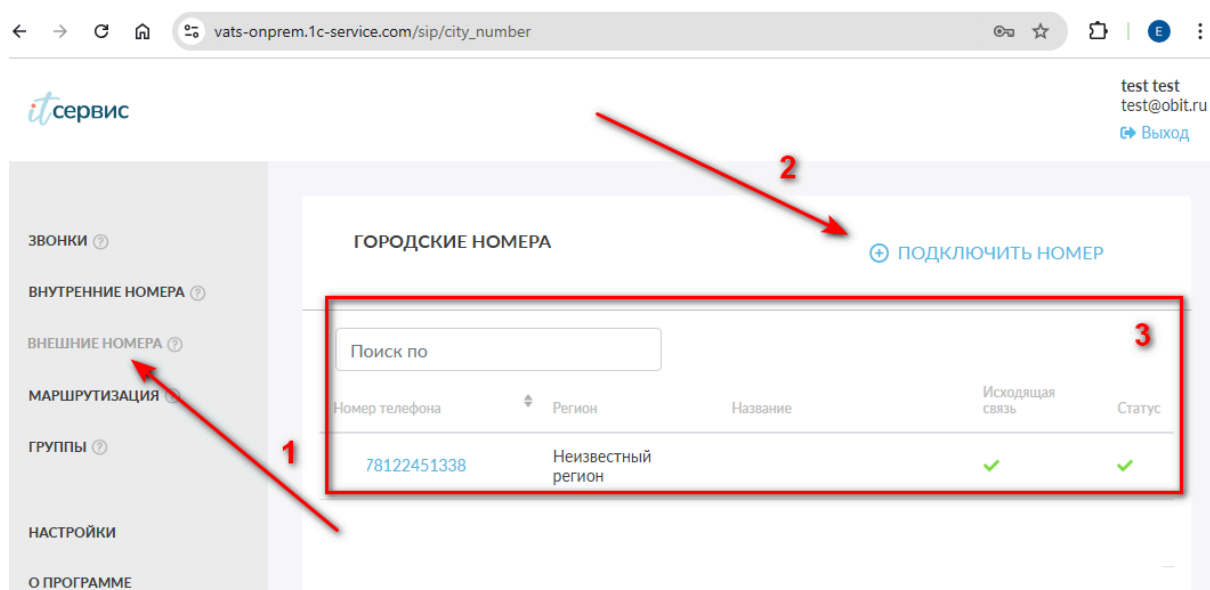 vats-onprem.1c-service.com/sip/city_number
E
itсервис
test test
test@obit.ru
Выход
2
ЗВОНКИ ?
ГОРОДСКИЕ НОМЕРА
ПОДКЛЮЧИТЬ НОМЕР
ВНУТРЕННИЕ НОМЕРА ?
3
ВНЕШНИЕ НОМЕРА ?
Поиск по
МАРШРУТИЗАЦИЯ ?
Номер телефона
Регион
Название
Исходящая
связь
Статус
ГРУППЫ ?
1
78122451338
Неизвестный
регион
НАСТРОЙКИ
О ПРОГРАММЕ